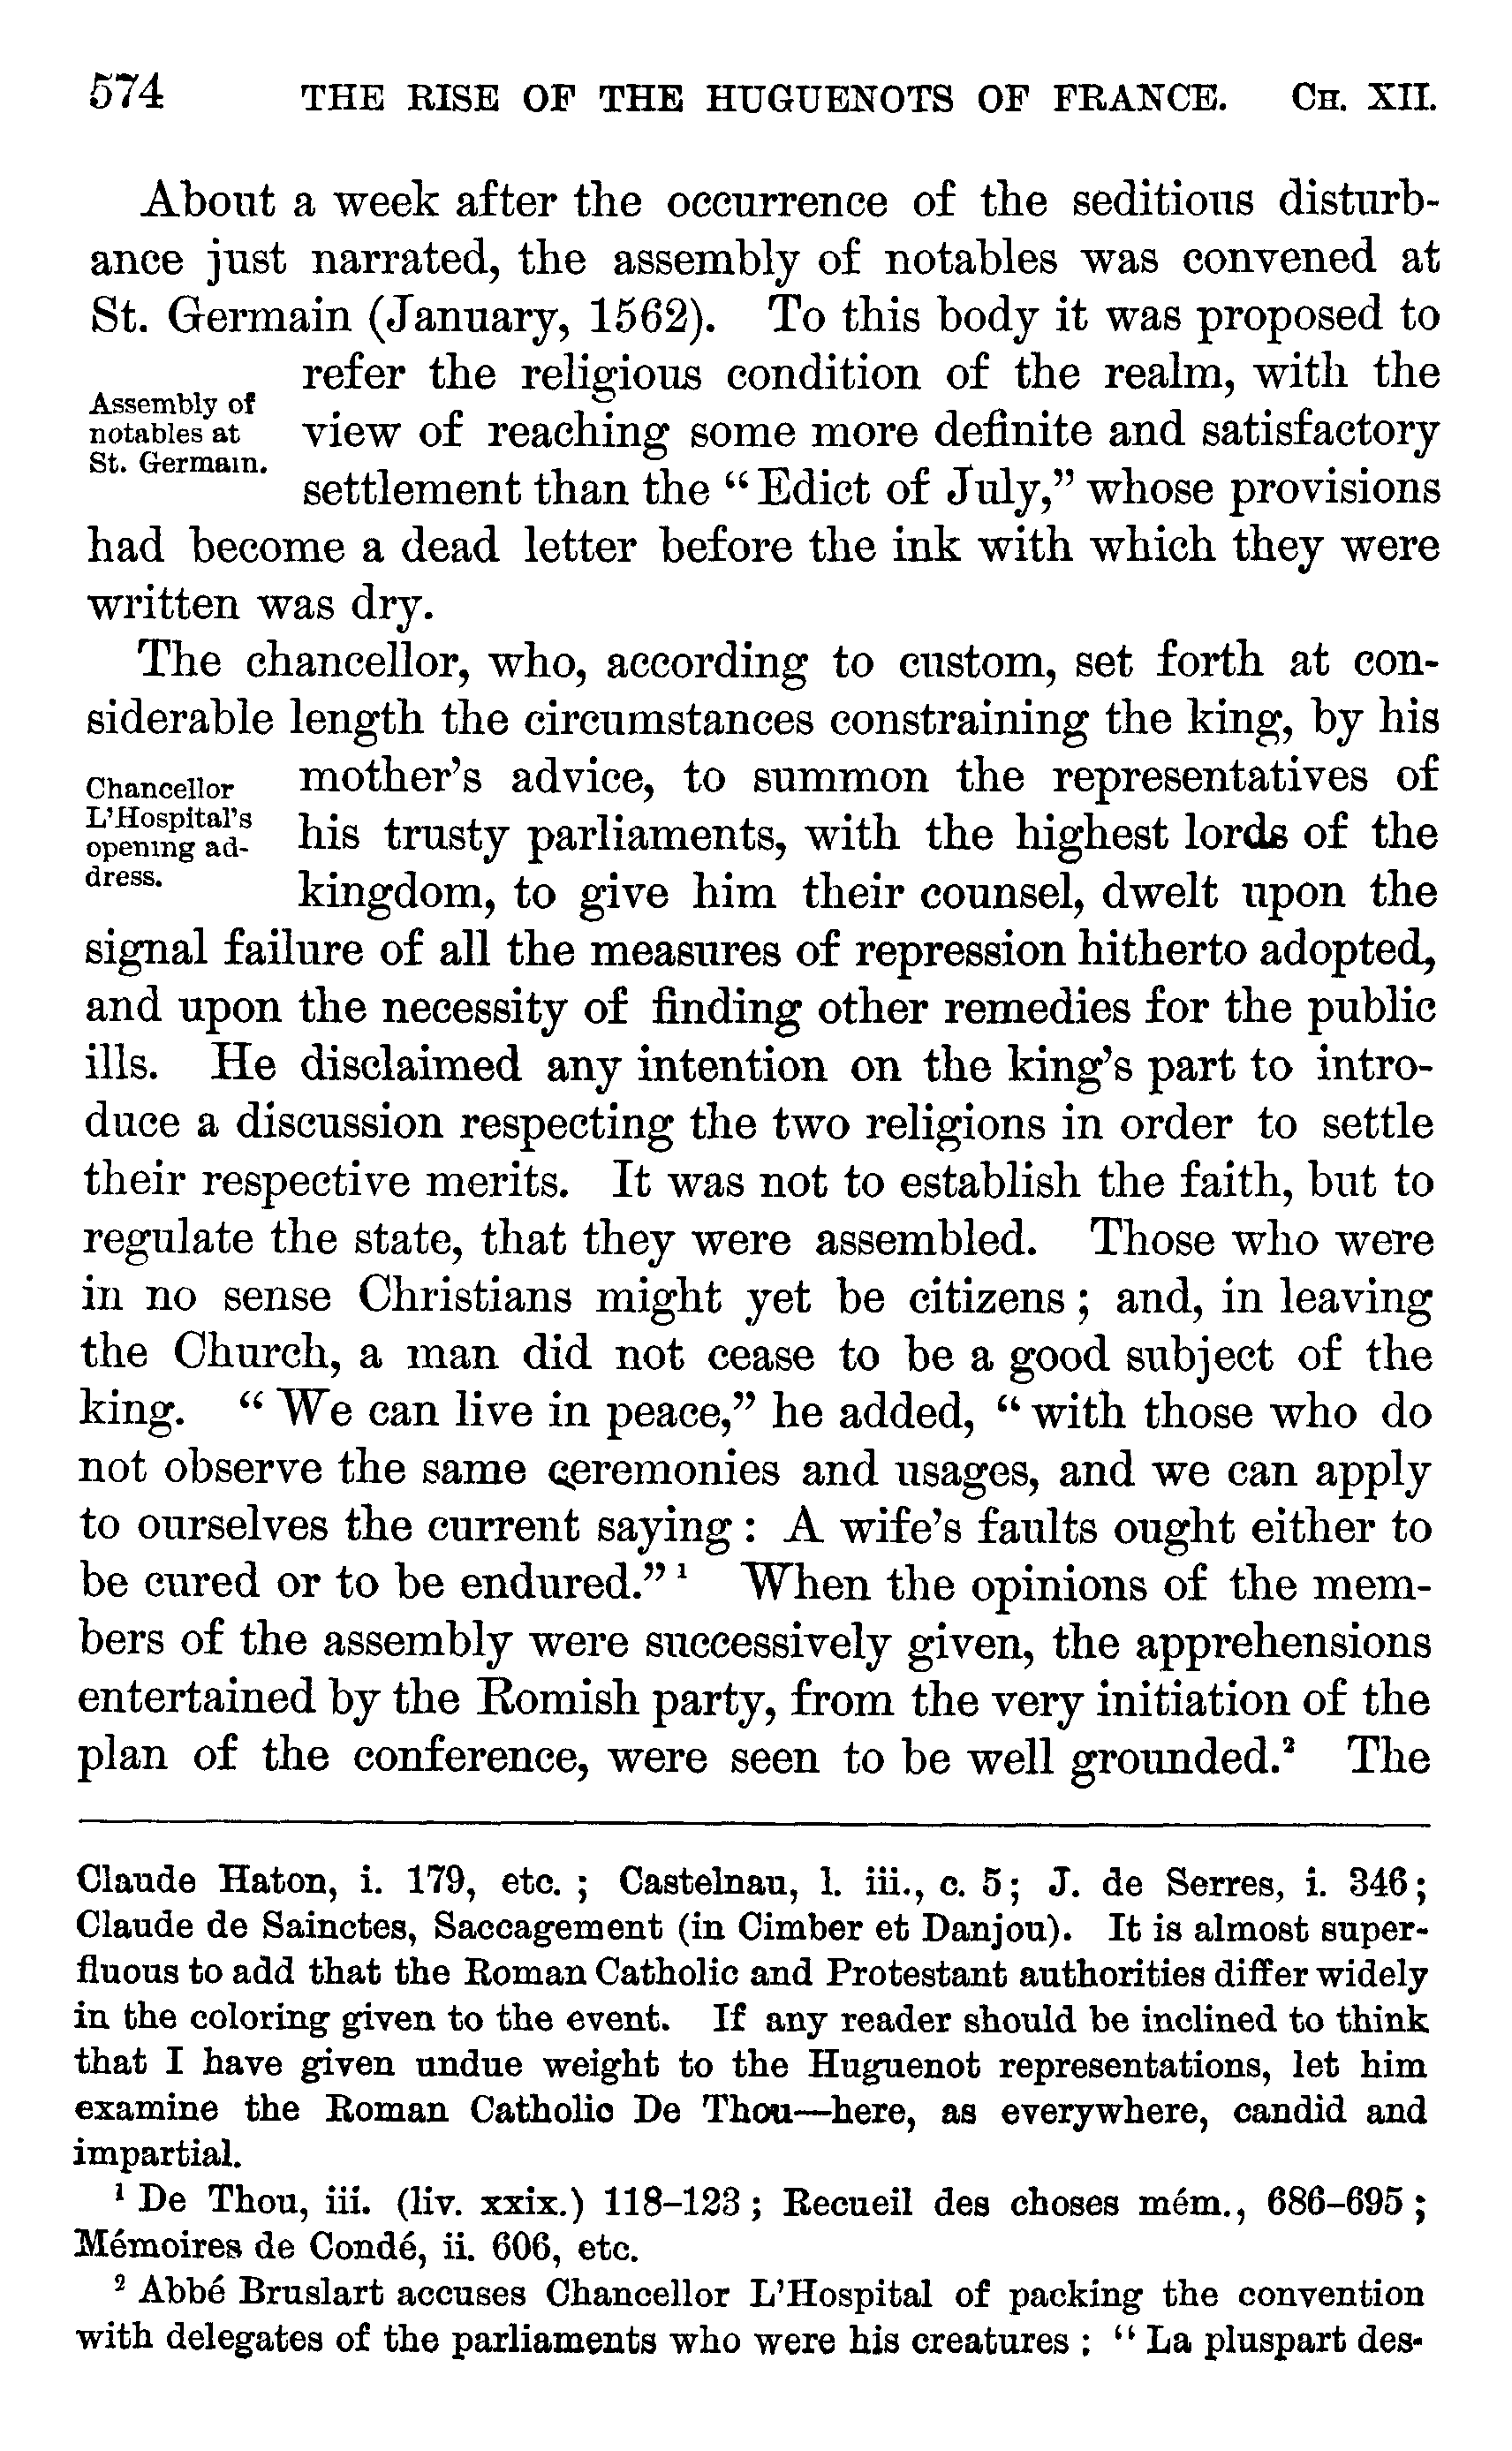 574 THE RISE OF THE HUGUENOTS OF FRANCE. CH. XII.
About a week after the occurrence of the seditious disturb-
ance just narrated, the assembly of notables was convened at
St. Germain (January, 1562). To this body it was proposed to
Assembly of
notables at
St. Germain.
refer the religious condition of the realm, with the
view of reaching some more definite and satisfactory
settlement than the “Edict of July,” whose provisions
had become a dead letter before the ink with which they were
written was dry.
The chancellor, who, according to custom, set forth at con-
siderable length the circumstances constraining the king, by his
Chancellor
L’Hospital’s
opening ad-
dress.
mother’s advice, to summon the representatives of
his trusty parliaments, with the highest lords of the
kingdom, to give him their counsel, dwelt upon the
signal failure of all the measures of repression hitherto adopted,
and upon the necessity of finding other remedies for the public
ills. He disclaimed any intention on the king’s part to intro-
duce a discussion respecting the two religions in order to settle
their respective merits. It was not to establish the faith, but to
regulate the state, that they were assembled. Those who were
in no sense Christians might yet be citizens; and, in leaving
the Church, a man did not cease to be a good subject of the
king. “We can live in peace,” he added, “with those who do
not observe the same ceremonies and usages, and we can apply
to ourselves the current saying: A wife’s faults ought either to
be cured or to be endured.”¹ When the opinions of the mem-
bers of the assembly were successively given, the apprehensions
entertained by the Romish party, from the very initiation of the
plan of the conference, were seen to be well grounded.² The
Claude Haton, i. 179, etc.; Castelnau, l. iii., c. 5; J. de Serres, i. 346;
Claude de Sainctes, Saccagement (in Cimber et Danjou). It is almost super-
fluous to add that the Roman Catholic and Protestant authorities differ widely
in the coloring given to the event. If any reader should be inclined to think
that I have given undue weight to the Huguenot representations, let him
examine the Roman Catholic De Thou—here, as everywhere, candid and
impartial.
¹ De Thou, iii. (liv. xxix.) 118–123; Recueil des choses mém., 686–695;
Mémoires de Condé, ii. 606, etc.
² Abbé Bruslart accuses Chancellor L’Hospital of packing the convention
with delegates of the parliaments who were his creatures; “La pluspart des-